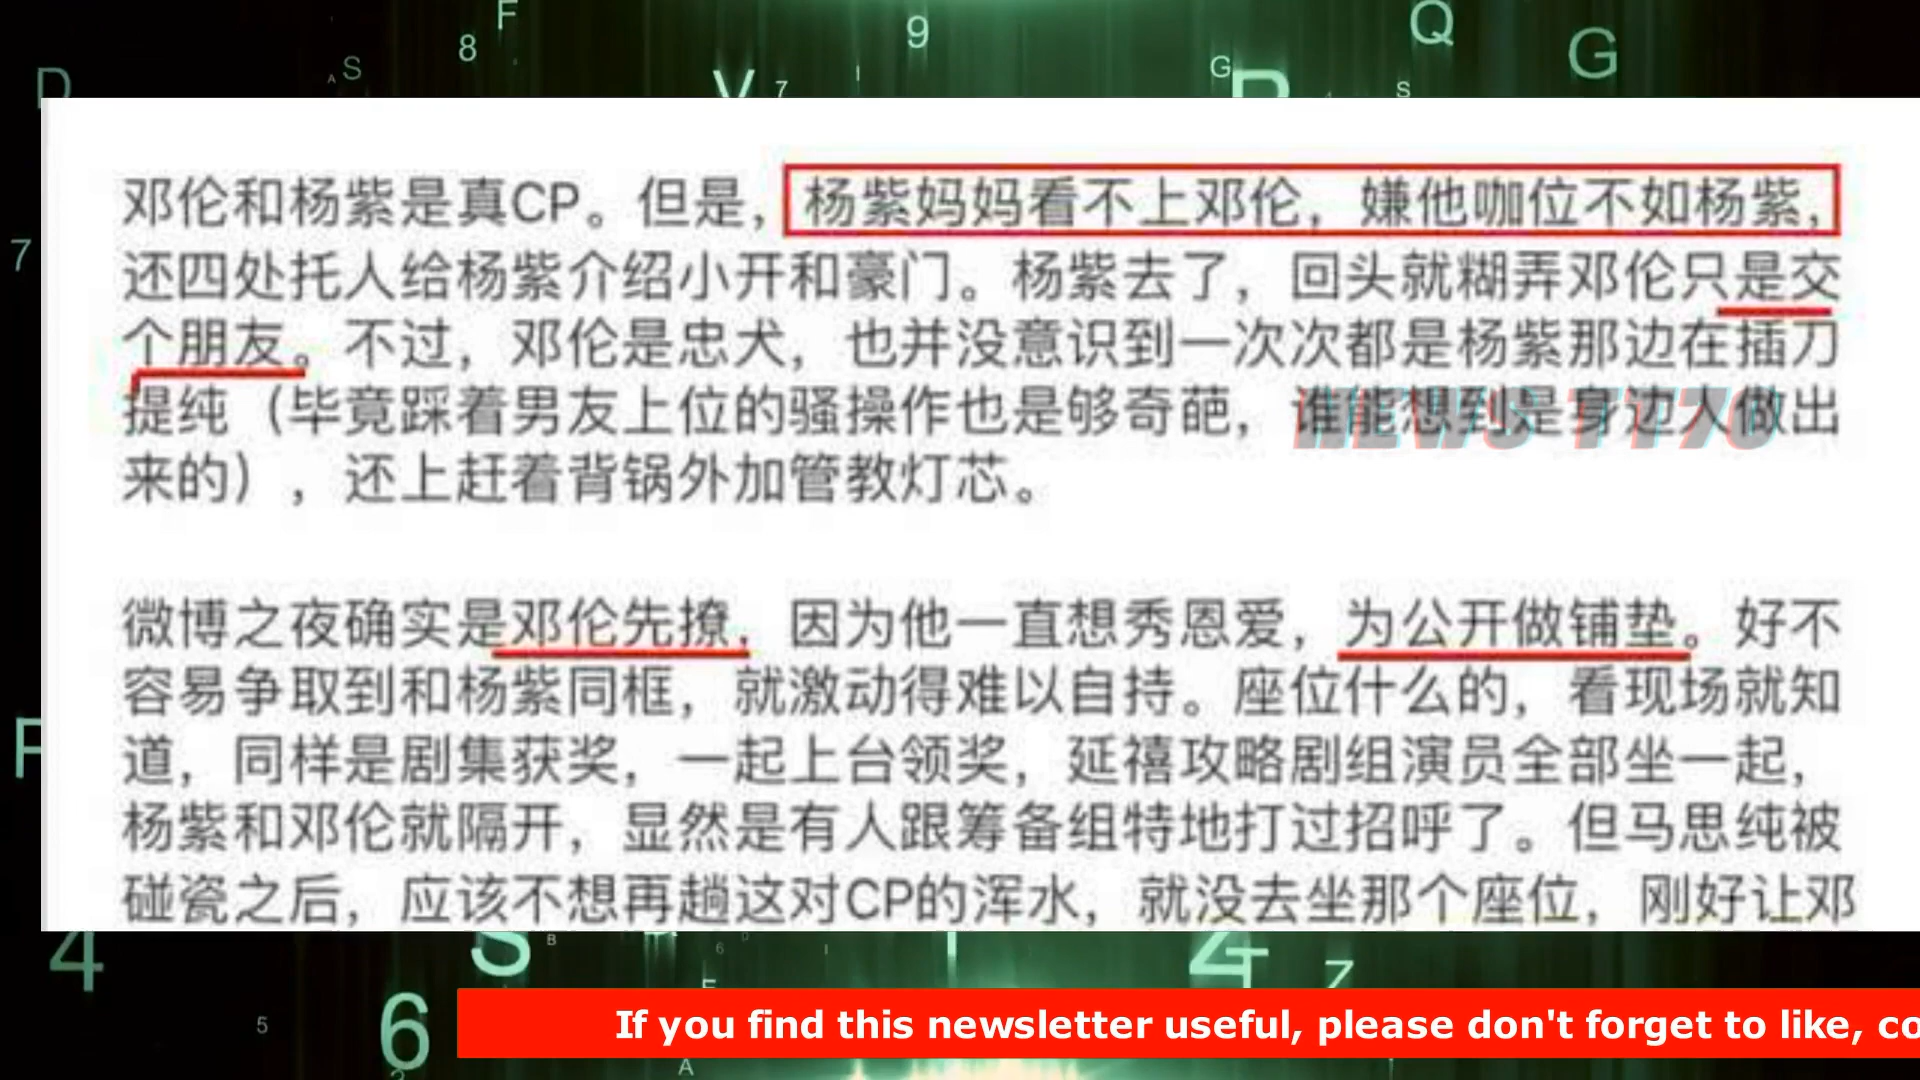 邓伦和杨紫是真CP。但是，杨紫妈妈看不上邓伦，嫌他咖位不如杨紫，
还四处托人给杨紫介绍小开和豪门。杨紫去了，回头就糊弄邓伦只是交
个朋友。不过，邓伦是忠犬，也并没意识到一次次都是杨紫那边在插刀
提纯（毕竟踩着男友上位的骚操作也是够奇葩，谁能想到是身边人做出
来的），还上赶着背锅外加管教灯芯。
NEWS TT70
微博之夜确实是邓伦先撩，因为他一直想秀恩爱，为公开做铺垫。好不
容易争取到和杨紫同框，就激动得难以自持。座位什么的，看现场就知
道，同样是剧集获奖，一起上台领奖，延禧攻略剧组演员全部坐一起，
杨紫和邓伦就隔开，显然是有人跟筹备组特地打过招呼了。但马思纯被
碰瓷之后，应该不想再趟这对CP的浑水，就没去坐那个座位，刚好让邓
If you find this newsletter useful, please don't forget to like, co